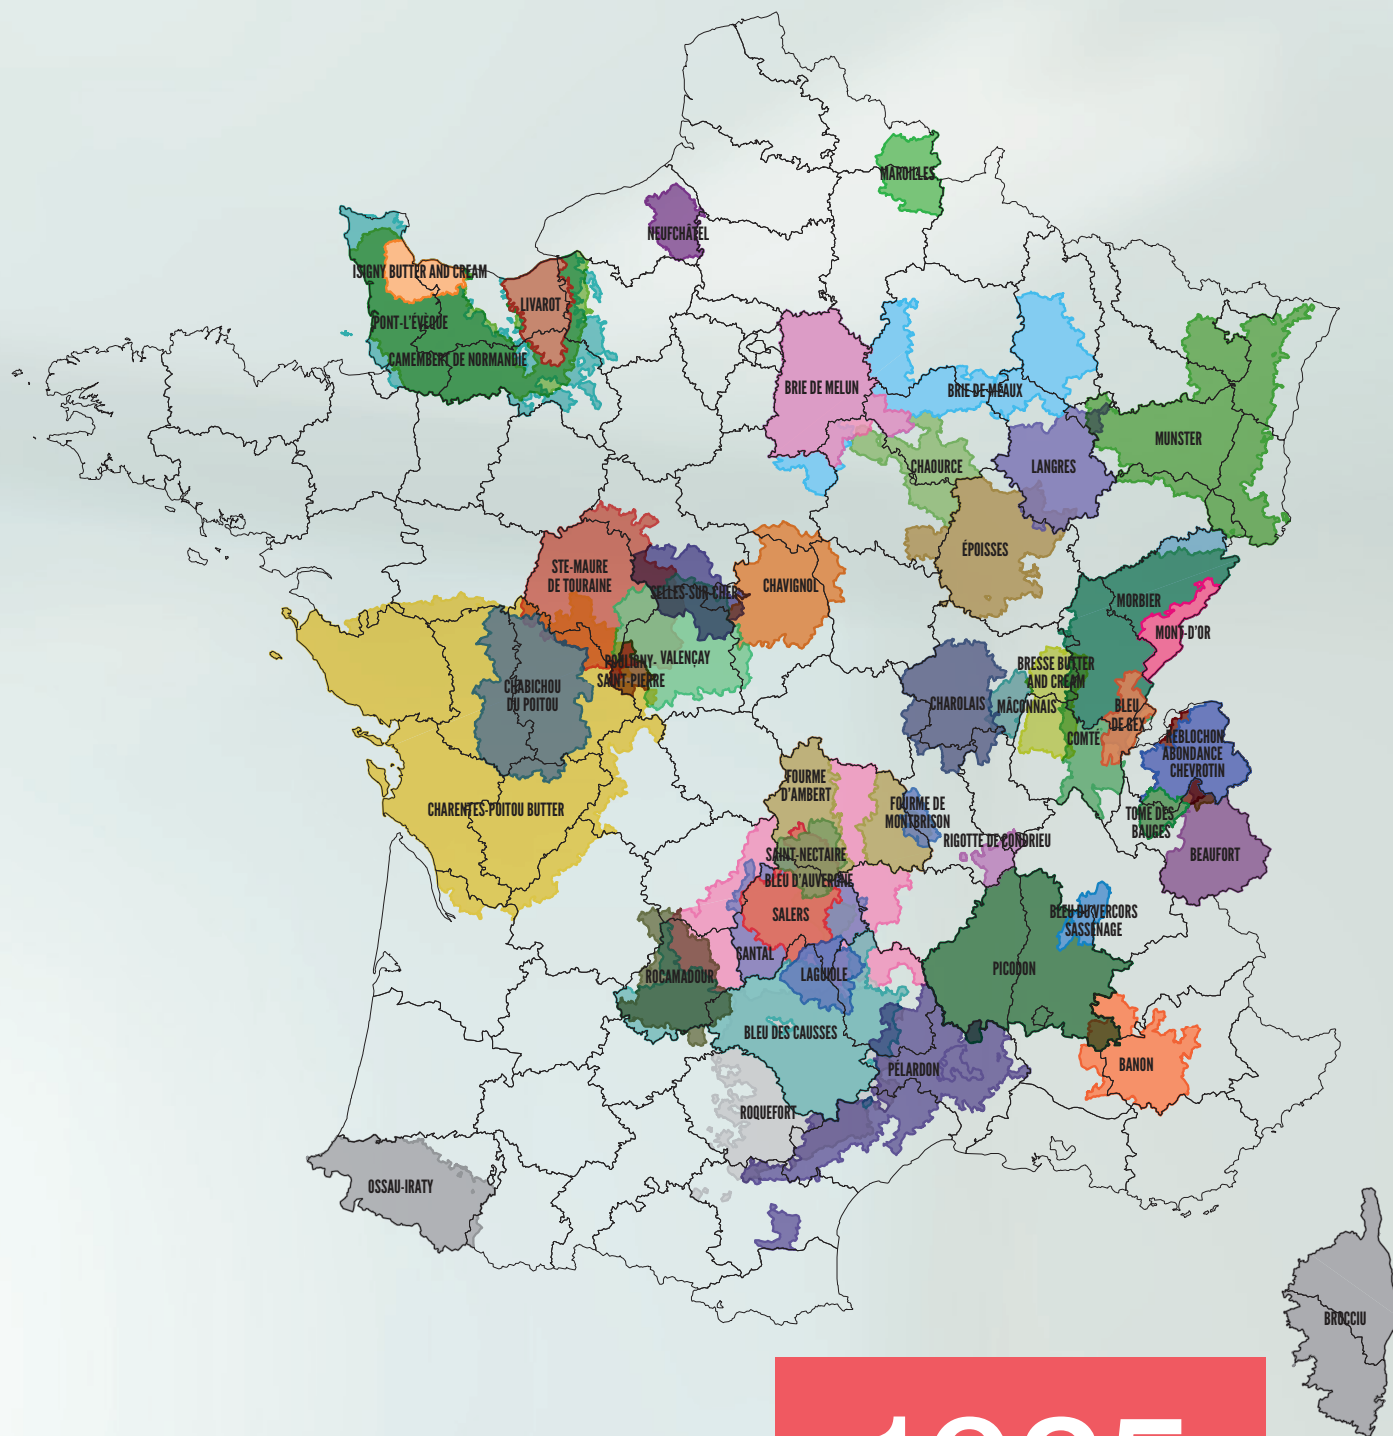 MAROILLES
NEUFCHÂTEL
ISIGNY BUTTER AND CREAM
LIVAROT
PONT-L'ÉVÊQUE
CAMEMBERT DE NORMANDIE
BRIE DE MELUN
BRIE DE MEAUX
MUNSTER
CHAOURCE
LANGRES
ÉPOISSES
STE-MAURE
DE TOURAINE
SELLES-SUR-CHER
CHAVIGNOL
MORBIER
MONT-D'OR
POULIGNY-
SAINT-PIERRE
VALENÇAY
BRESSE BUTTER
AND CREAM
CHABICHOU
DU POITOU
CHAROLAIS
MÂCONNAIS
BLEU
DE GEX
COMTÉ
REBLOCHON
ABONDANCE
CHEVROTIN
CHARENTES-POITOU BUTTER
FOURME
D'AMBERT
FOURME DE
MONTBRISON
TOME DES
BAUGES
RIGOTTE DE CONDRIEU
SAINT-NECTAIRE
BEAUFORT
BLEU D'AUVERGNE
SALERS
BLEU DU VERCORS
SASSENAGE
CANTAL
ROCAMADOUR
LAGUIOLE
PICODON
BLEU DES CAUSSES
PÉLARDON
BANON
ROQUEFORT
OSSAU-IRATY
BROCCIU